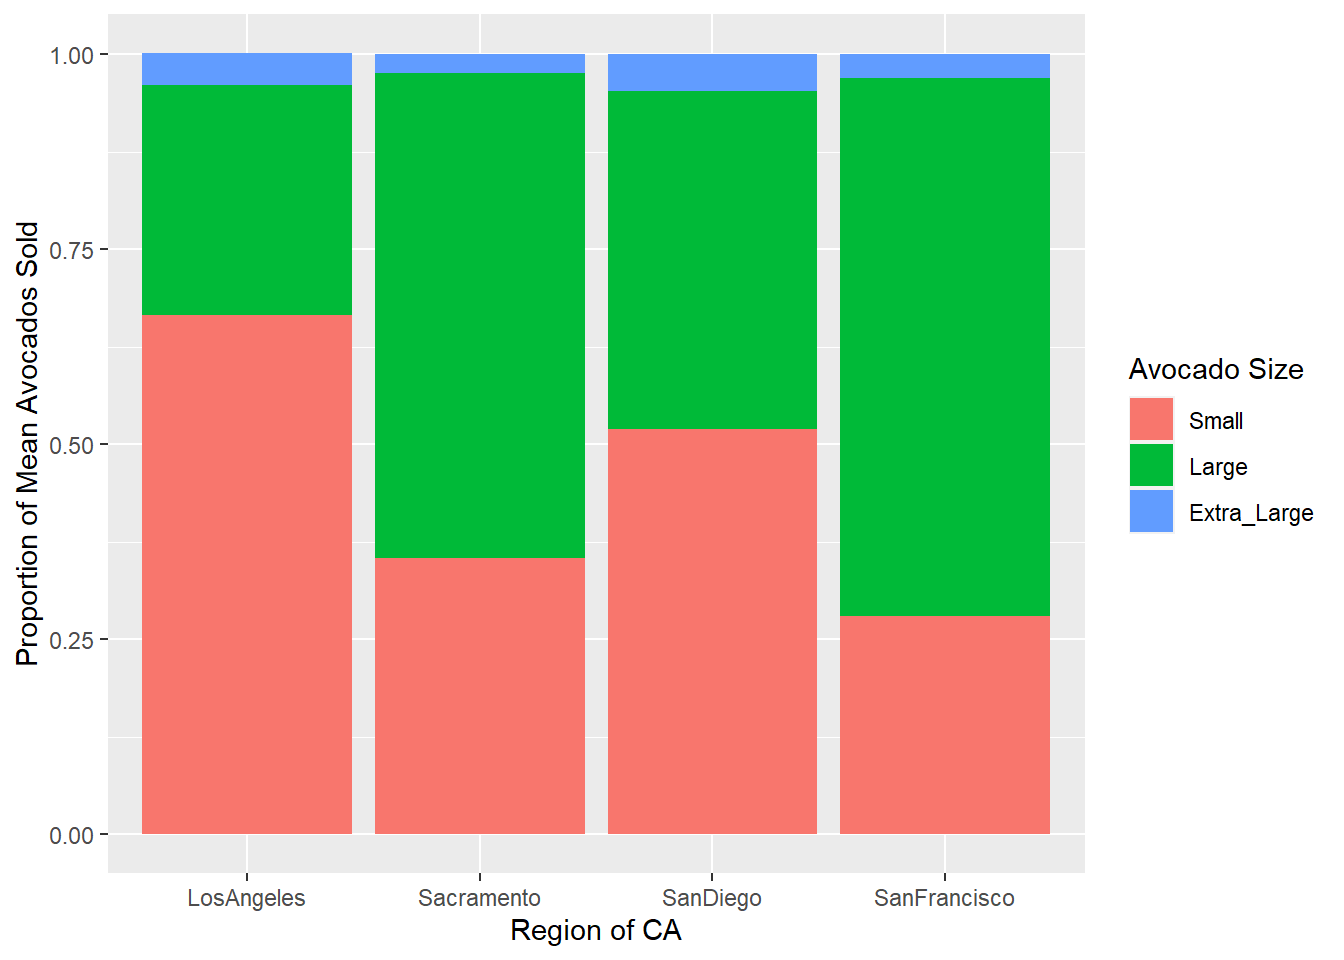 Proportion of Mean Avocados Sold
1.00
0.75
0.50
0.25
0.00
LosAngeles
Sacramento
SanDiego
SanFrancisco
Region of CA
Avocado Size
Small
Large
Extra_Large